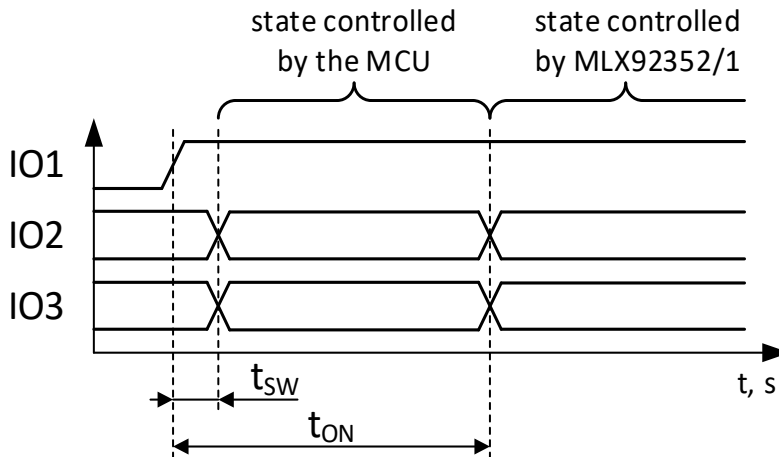 state controlled
by the MCU
state controlled
by MLX92352/1
IO1
IO2
IO3
t, s
tSW
tON